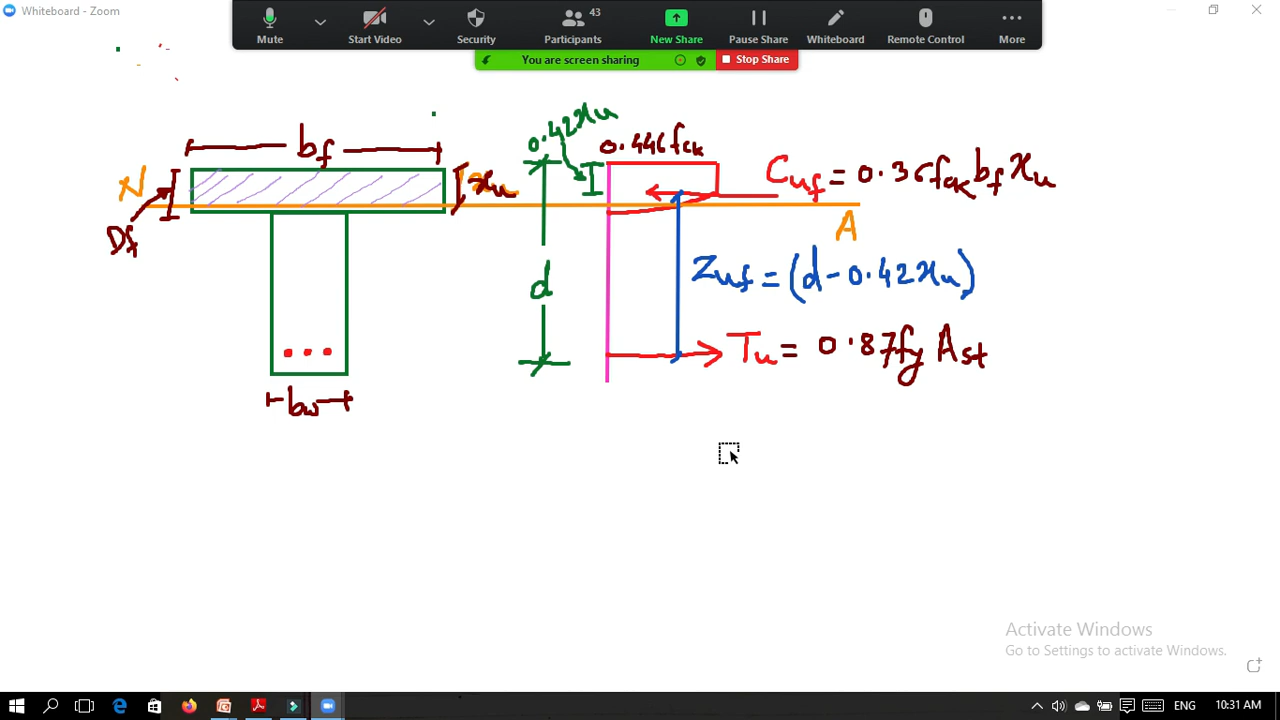 Whiteboard - Zoom
Mute
Start Video
Security
43
Participants
New Share
Pause Share
Whiteboard
Remote Control
More
You are screen sharing
Stop Share
0.42xu
bf
0.446fck
N
xu
Cuf = 0.36fck bf xu
Df
A
d
Zuf = (d - 0.42xu)
Tu = 0.87fy Ast
bw
Activate Windows
Go to Settings to activate Windows.
ENG
10:31 AM